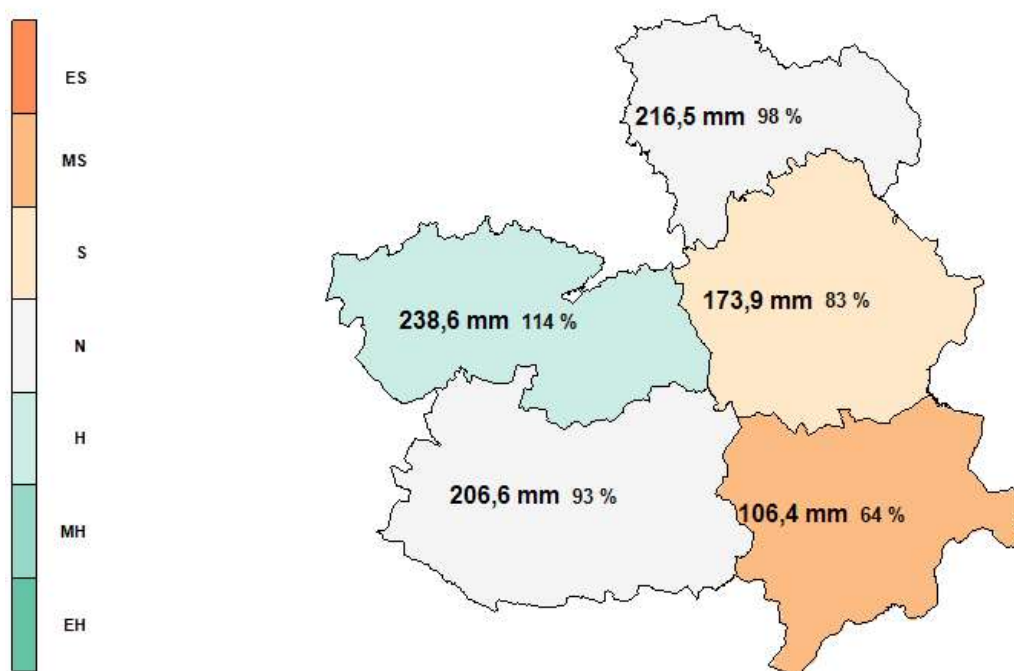 ES
MS
S
N
H
MH
EH
216,5 mm 98 %
173,9 mm 83 %
238,6 mm 114 %
206,6 mm 93 %
106,4 mm 64 %